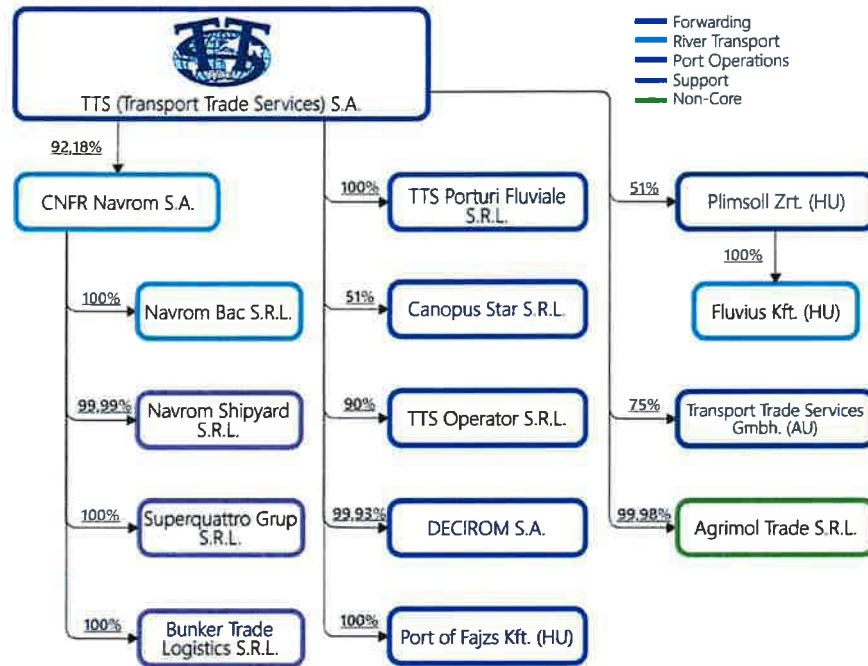 TTS
TTS (Transport Trade Services) S.A.
Forwarding
River Transport
Port Operations
Support
Non-Core
92,18%
CNFR Navrom S.A.
100%
Navrom Bac S.R.L.
99,99%
Navrom Shipyard
S.R.L.
100%
Superquattro Grup
S.R.L.
100%
Bunker Trade
Logistics S.R.L.
100%
TTS Porturi Fluviale
S.R.L.
51%
Canopus Star S.R.L.
90%
TTS Operator S.R.L.
99,93%
DECIROM S.A.
100%
Port of Fajzs Kft. (HU)
51%
Plimsoll Zrt. (HU)
100%
Fluvius Kft. (HU)
75%
Transport Trade Services
Gmbh. (AU)
99,98%
Agrimol Trade S.R.L.